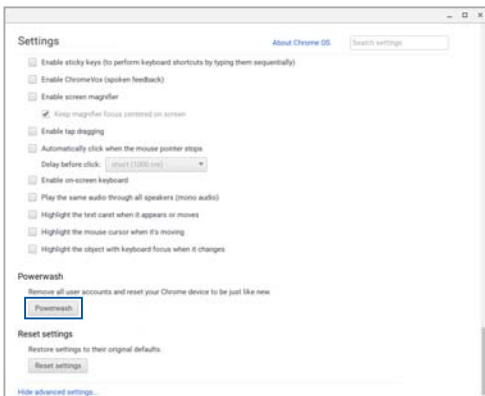 Settings
About Chrome OS
Search settings
Enable sticky keys (to perform keyboard shortcuts by typing them sequentially)
Enable ChromeVox (spoken feedback)
Enable screen magnifier
Keep magnifier focus centered on screen
Enable tap dragging
Automatically click when the mouse pointer stops
Delay before click: short (1000 ms)
Enable on-screen keyboard
Play the same audio through all speakers (mono audio)
Highlight the text caret when it appears or moves
Highlight the mouse cursor when it's moving
Highlight the object with keyboard focus when it changes
Powerwash
Remove all user accounts and reset your Chrome device to be just like new.
Powerwash
Reset settings
Restore settings to their original defaults.
Reset settings
Hide advanced settings...